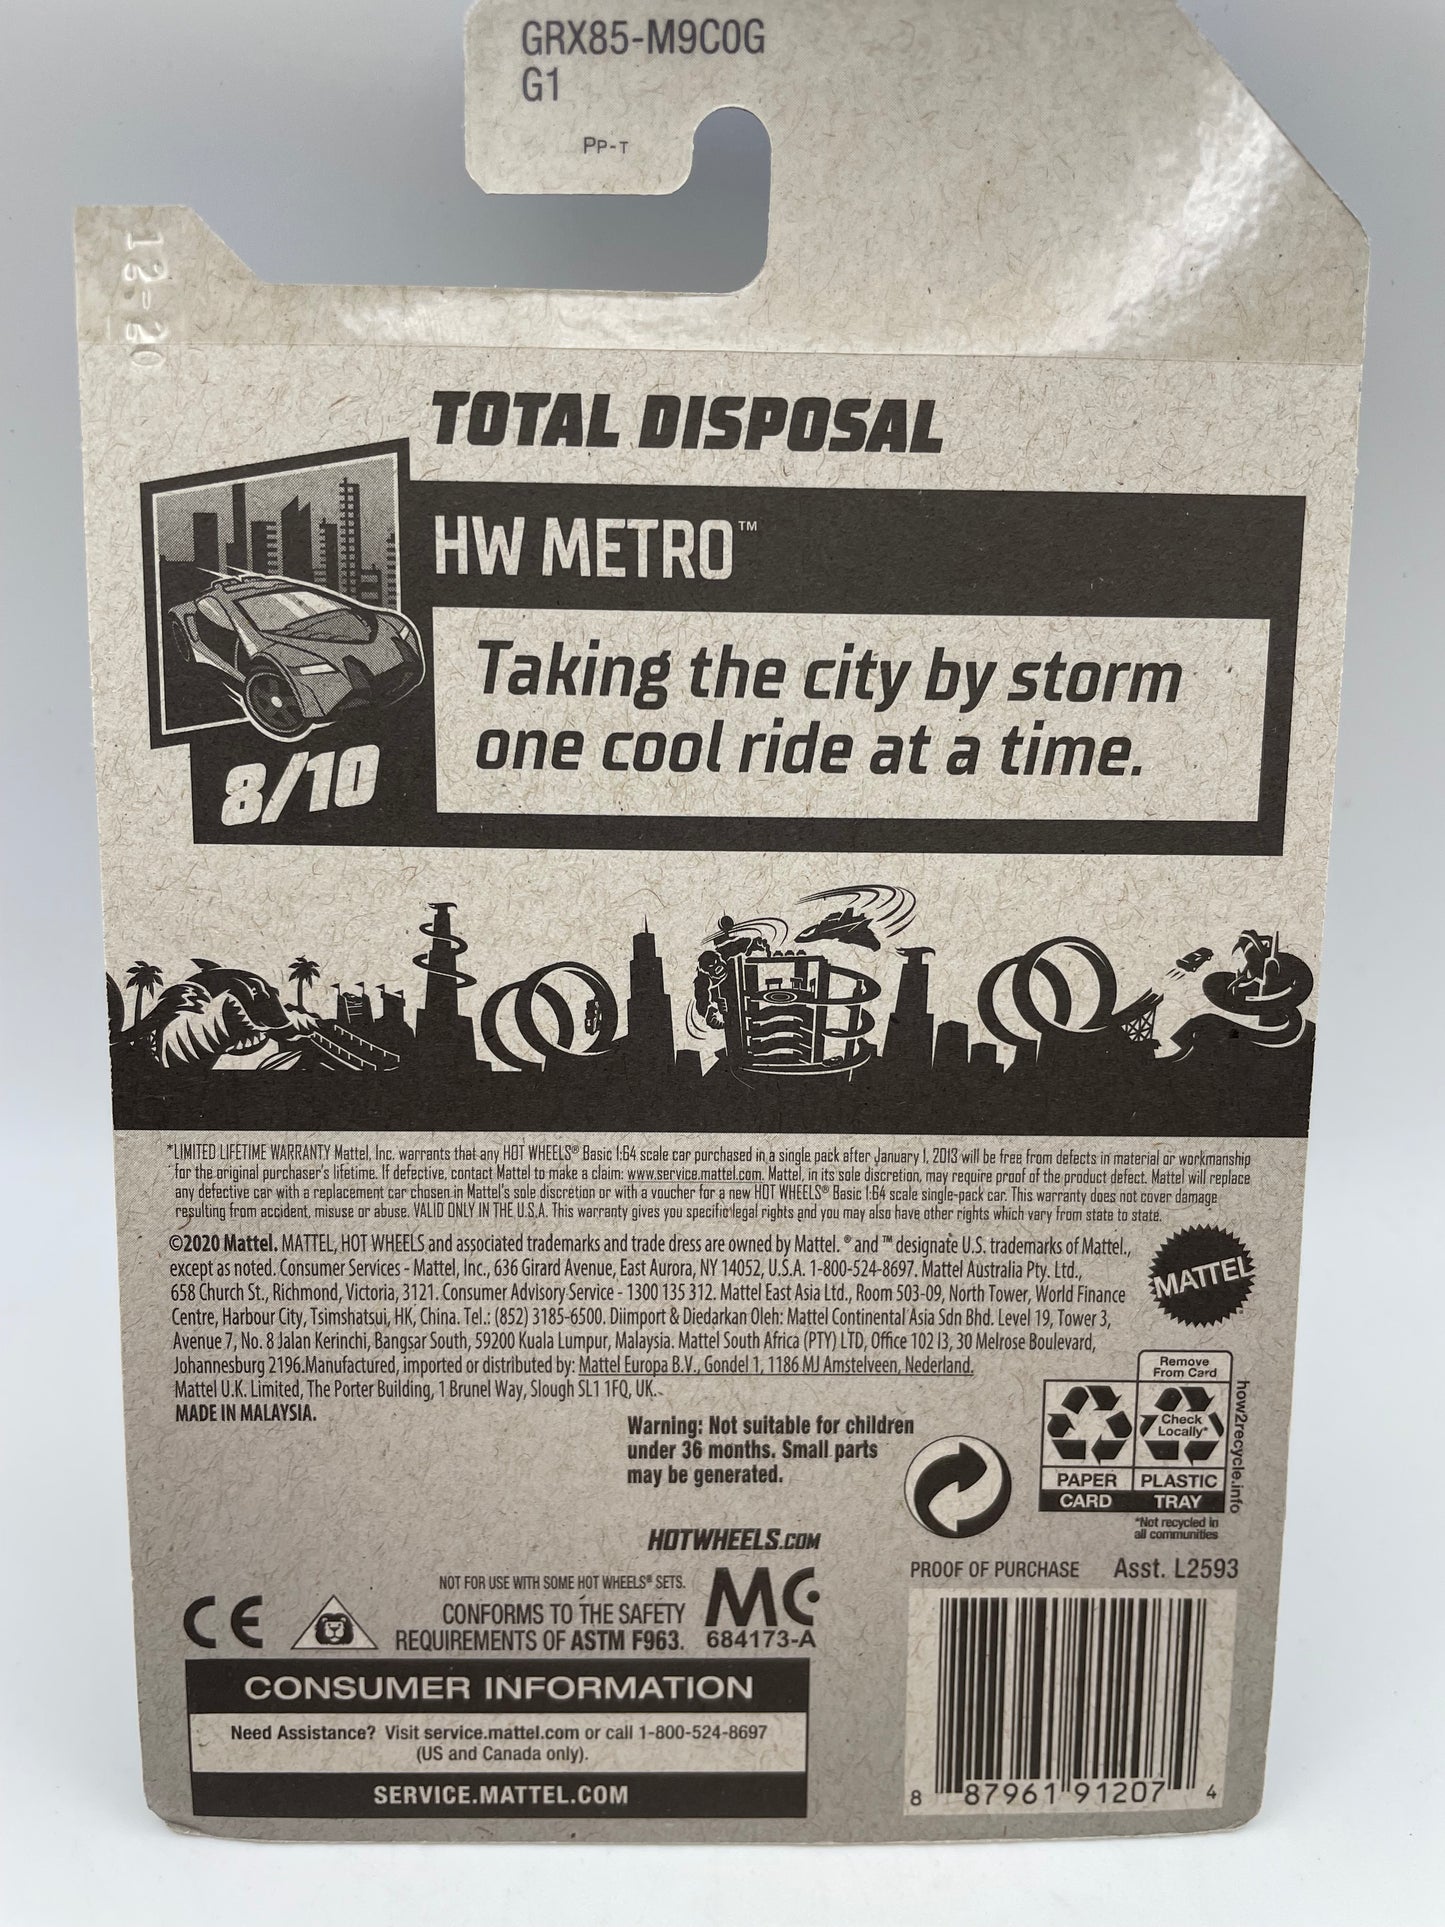 GRX85-M9C0G
G1
PP-T
12-20
TOTAL DISPOSAL
HW METRO™
Taking the city by storm
one cool ride at a time.
8/10
*LIMITED LIFETIME WARRANTY Mattel, Inc. warrants that any HOT WHEELS® Basic 1:64 scale car purchased in a single pack after January 1, 2013 will be free from defects in material or workmanship
for the original purchaser's lifetime. If defective, contact Mattel to make a claim: www.service.mattel.com. Mattel, in its sole discretion, may require proof of the product defect. Mattel will replace
any defective car with a replacement car chosen in Mattel's sole discretion or with a voucher for a new HOT WHEELS® Basic 1:64 scale single-pack car. This warranty does not cover damage
resulting from accident, misuse or abuse. VALID ONLY IN THE U.S.A. This warranty gives you specific legal rights and you may also have other rights which vary from state to state.
©2020 Mattel. MATTEL, HOT WHEELS and associated trademarks and trade dress are owned by Mattel. ® and ™ designate U.S. trademarks of Mattel.,
except as noted. Consumer Services - Mattel, Inc., 636 Girard Avenue, East Aurora, NY 14052, U.S.A. 1-800-524-8697. Mattel Australia Pty. Ltd.,
658 Church St., Richmond, Victoria, 3121. Consumer Advisory Service - 1300 135 312. Mattel East Asia Ltd., Room 503-09, North Tower, World Finance
Centre, Harbour City, Tsimshatsui, HK, China. Tel.: (852) 3185-6500. Diimport & Diedarkan Oleh: Mattel Continental Asia Sdn Bhd. Level 19, Tower 3,
Avenue 7, No. 8 Jalan Kerinchi, Bangsar South, 59200 Kuala Lumpur, Malaysia. Mattel South Africa (PTY) LTD, Office 102 I3, 30 Melrose Boulevard,
Johannesburg 2196.Manufactured, imported or distributed by: Mattel Europa B.V., Gondel 1, 1186 MJ Amstelveen, Nederland.
Mattel U.K. Limited, The Porter Building, 1 Brunel Way, Slough SL1 1FQ, UK.
MADE IN MALAYSIA.
MATTEL
Warning: Not suitable for children
under 36 months. Small parts
may be generated.
Remove
From Card
Check
Locally*
PAPER
CARD
PLASTIC
TRAY
how2recycle.info
*Not recycled in
all communities
HOTWHEELS.COM
PROOF OF PURCHASE Asst. L2593
NOT FOR USE WITH SOME HOT WHEELS® SETS.
CONFORMS TO THE SAFETY
REQUIREMENTS OF ASTM F963.
CE
MC
684173-A
CONSUMER INFORMATION
Need Assistance? Visit service.mattel.com or call 1-800-524-8697
(US and Canada only).
SERVICE.MATTEL.COM
8 87961 91207 4